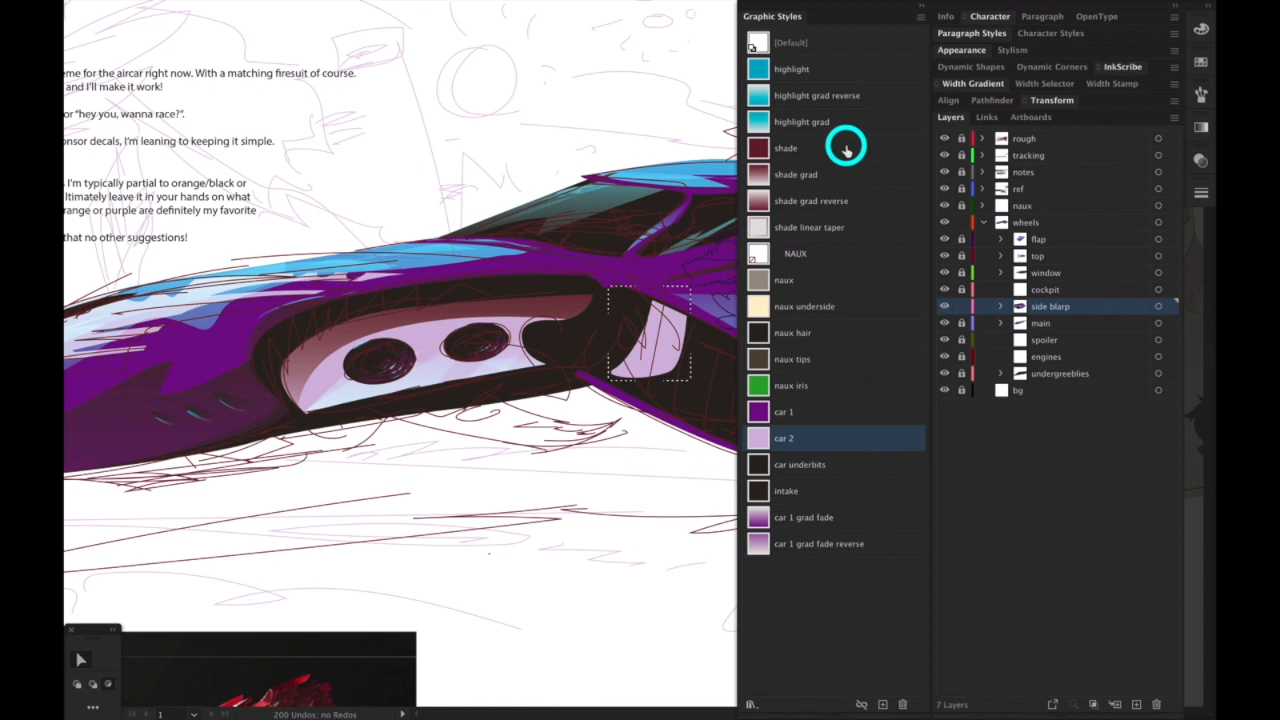 eme for the aircar right now. With a matching firesuit of course.
and I'll make it work!
or "hey you, wanna race?".
onsor decals, I'm leaning to keeping it simple.
I'm typically partial to orange/black or
ltimately leave it in your hands on what
range or purple are definitely my favorite
that no other suggestions!
1
200 Undos; no Redos
Graphic Styles
[Default]
highlight
highlight grad reverse
highlight grad
shade
shade grad
shade grad reverse
shade linear taper
NAUX
naux
naux underside
naux hair
naux tips
naux iris
car 1
car 2
car underbits
intake
car 1 grad fade
car 1 grad fade reverse
Info Character Paragraph OpenType
Paragraph Styles Character Styles
Appearance Stylism
Dynamic Shapes Dynamic Corners InkScribe
Width Gradient Width Selector Width Stamp
Align Pathfinder Transform
Layers Links Artboards
rough
tracking
notes
ref
naux
wheels
flap
top
window
cockpit
side blarp
main
spoiler
engines
undergreeblies
bg
7 Layers